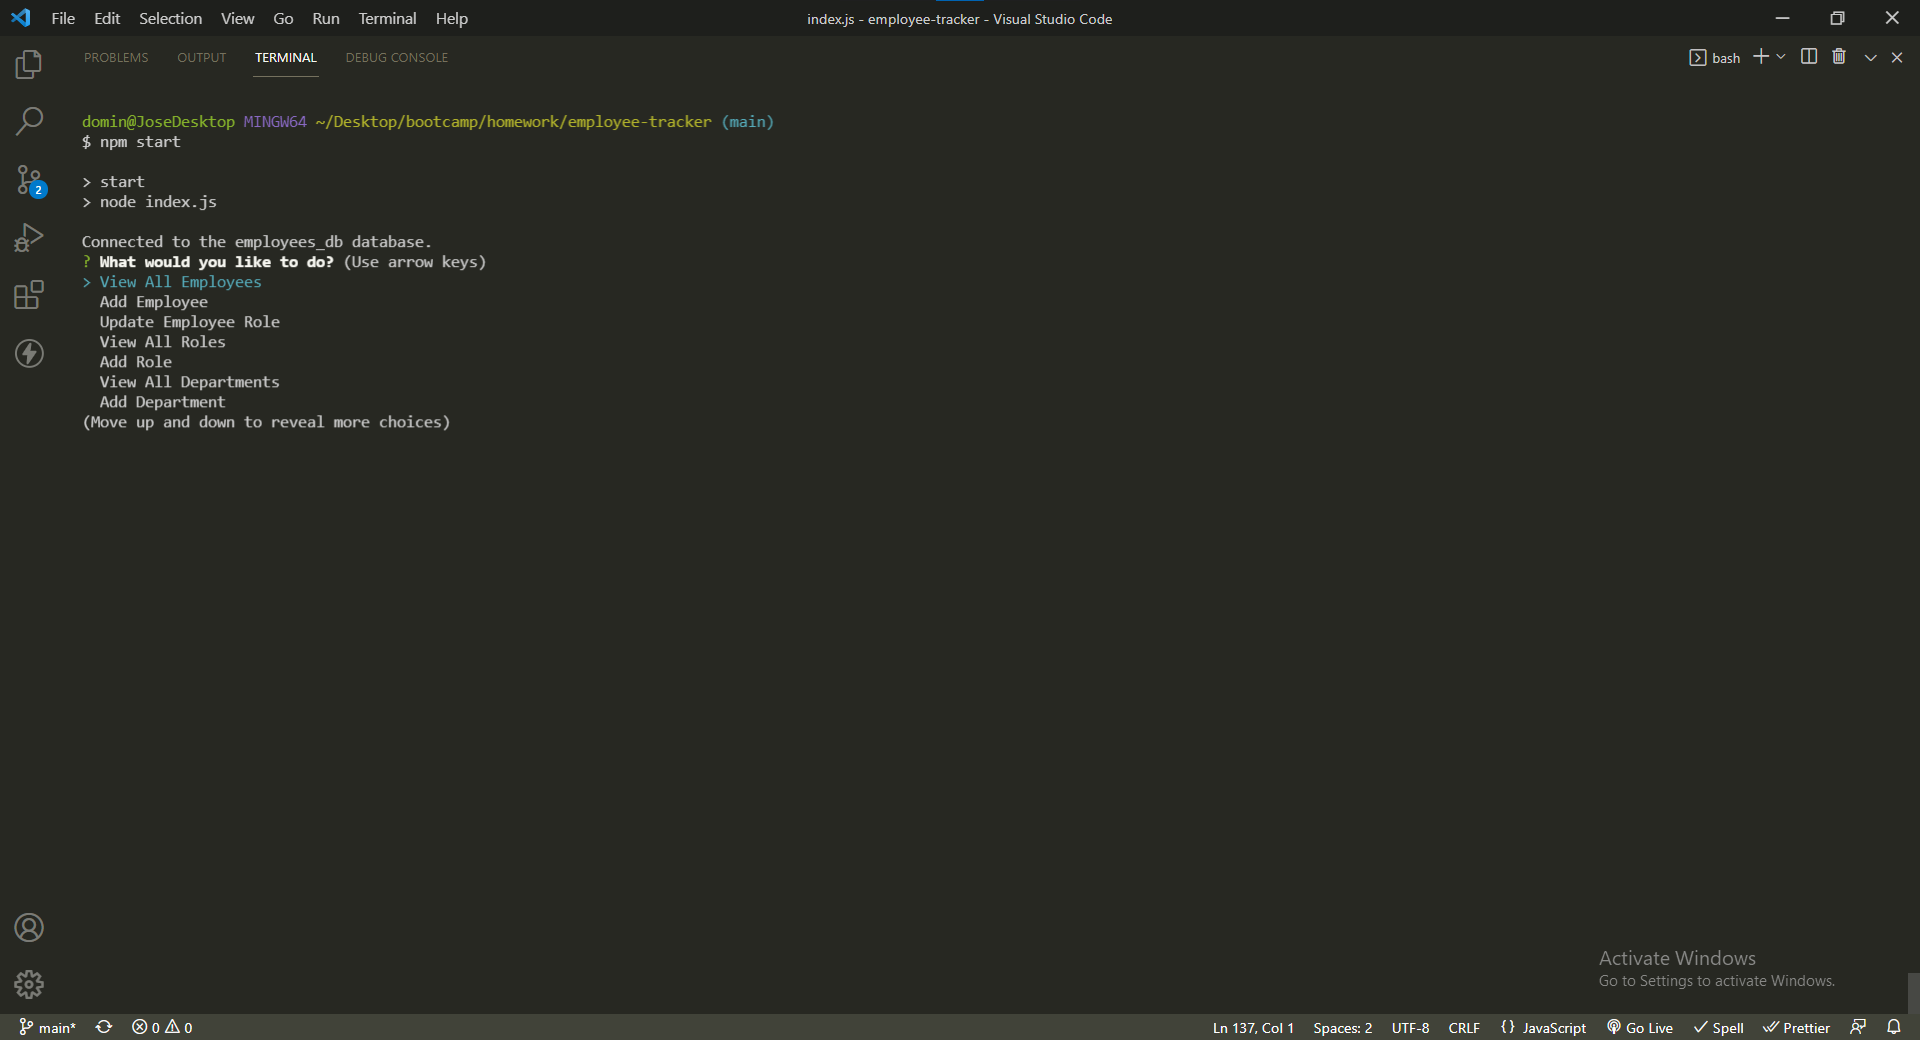 File Edit Selection View Go Run Terminal Help
index.js - employee-tracker - Visual Studio Code
PROBLEMS OUTPUT TERMINAL DEBUG CONSOLE
bash
domin@JoseDesktop MINGW64 ~/Desktop/bootcamp/homework/employee-tracker (main)
$ npm start
> start
> node index.js
Connected to the employees_db database.
? What would you like to do? (Use arrow keys)
> View All Employees
Add Employee
Update Employee Role
View All Roles
Add Role
View All Departments
Add Department
(Move up and down to reveal more choices)
2
Activate Windows
Go to Settings to activate Windows.
main* 0 0 Ln 137, Col 1 Spaces: 2 UTF-8 CRLF {} JavaScript Go Live Spell Prettier